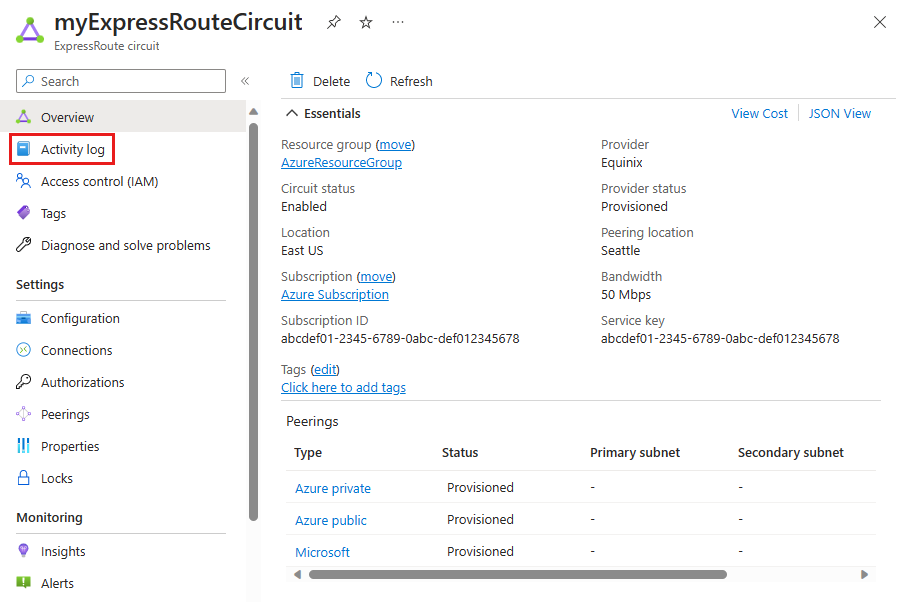 myExpressRouteCircuit
ExpressRoute circuit
Search
Overview
Activity log
Access control (IAM)
Tags
Diagnose and solve problems
Settings
Configuration
Connections
Authorizations
Peerings
Properties
Locks
Monitoring
Insights
Alerts
Delete Refresh
Essentials
View Cost JSON View
Resource group (move)
AzureResourceGroup
Circuit status
Enabled
Location
East US
Subscription (move)
Azure Subscription
Subscription ID
abcdef01-2345-6789-0abc-def012345678
Tags (edit)
Click here to add tags
Provider
Equinix
Provider status
Provisioned
Peering location
Seattle
Bandwidth
50 Mbps
Service key
abcdef01-2345-6789-0abc-def012345678
Peerings
Type Status Primary subnet Secondary subnet
Azure private Provisioned - -
Azure public Provisioned - -
Microsoft Provisioned - -